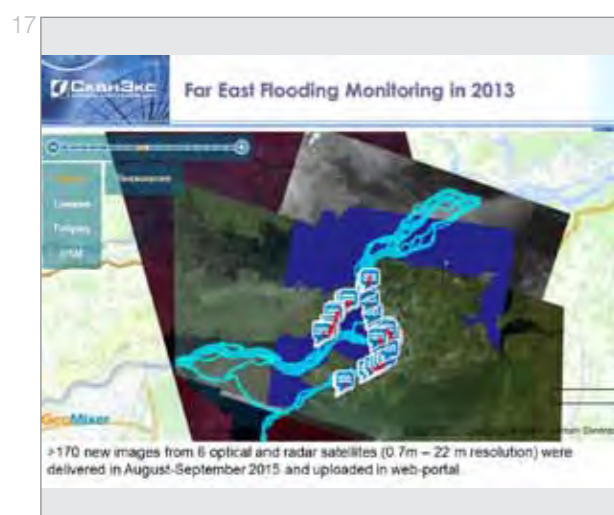 17
СканЭкс
Far East Flooding Monitoring in 2013
GeoMixer
>170 new images from 6 optical and radar satellites (0.7m – 22 m resolution) were
delivered in August-September 2015 and uploaded in web-portal